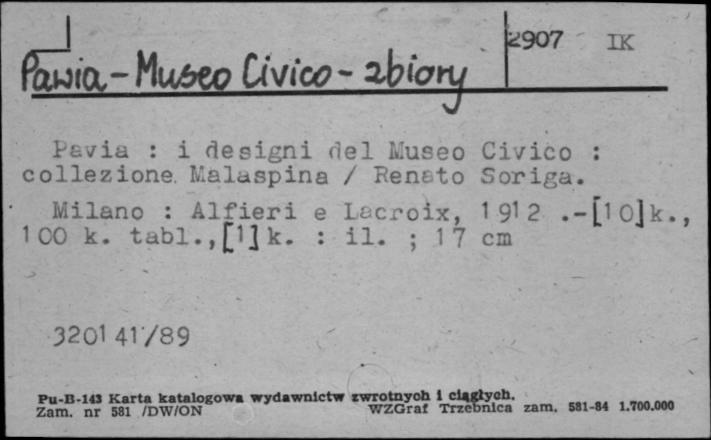 2907 IK
Pawia - Museo Civico - zbiory
Pavia : i designi del Museo Civico :
collezione Malaspina / Renato Soriga.
Milano : Alfieri e Lacroix, 1912 .-[10]k.,
100 k. tabl.,[1]k. : il. ; 17 cm
320141/89
Pu-B-143 Karta katalogowa wydawnictw zwrotnych i ciągłych.
Zam. nr 581 /DW/ON WZGraf Trzebnica zam. 581-84 1.700.000